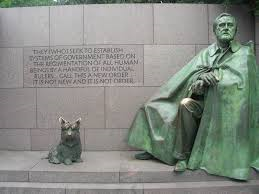 THEY (WHO) SEEK TO ESTABLISH
SYSTEMS OF GOVERNMENT BASED ON
THE REGIMENTATION OF ALL HUMAN
BEINGS BY A HANDFUL OF INDIVIDUAL
RULERS... CALL THIS A NEW ORDER.
IT IS NOT NEW AND IT IS NOT ORDER.